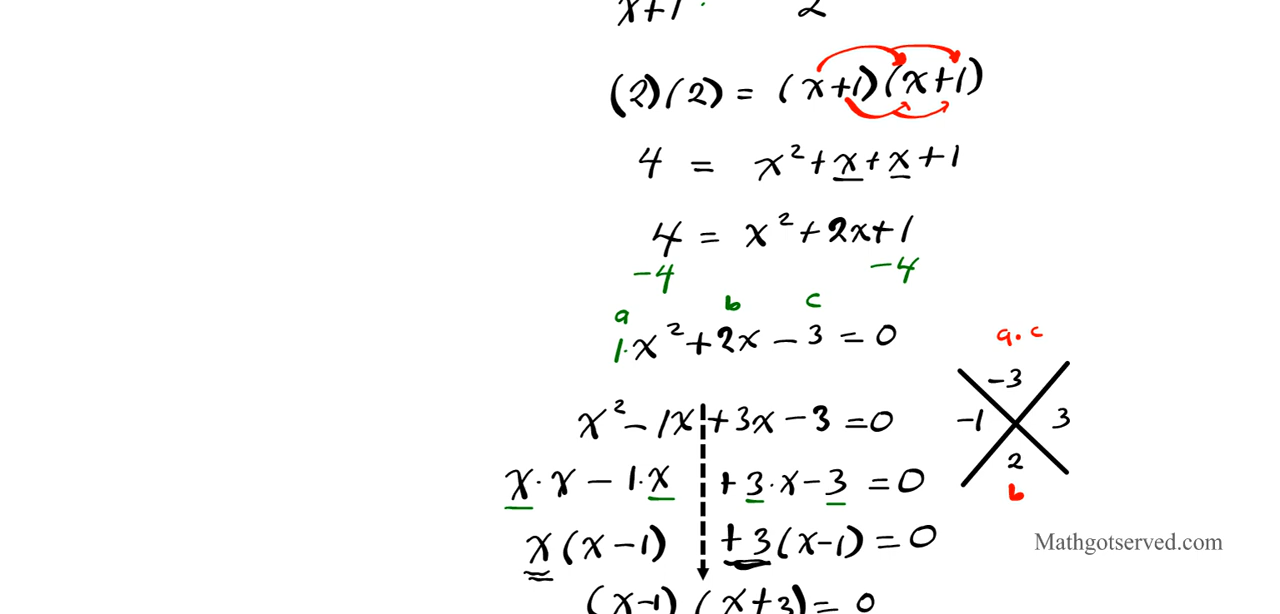 x+1 2
(2)(2) = (x+1)(x+1)
4 = x² + x + x + 1
4 = x² + 2x + 1
-4 -4
a b c
1·x² + 2x - 3 = 0
a·c
-3
-1 3
2
b
x² - 1x + 3x - 3 = 0
x·x - 1·x + 3·x - 3 = 0
x(x-1) + 3(x-1) = 0
(x-1)(x+3) = 0
Mathgotserved.com